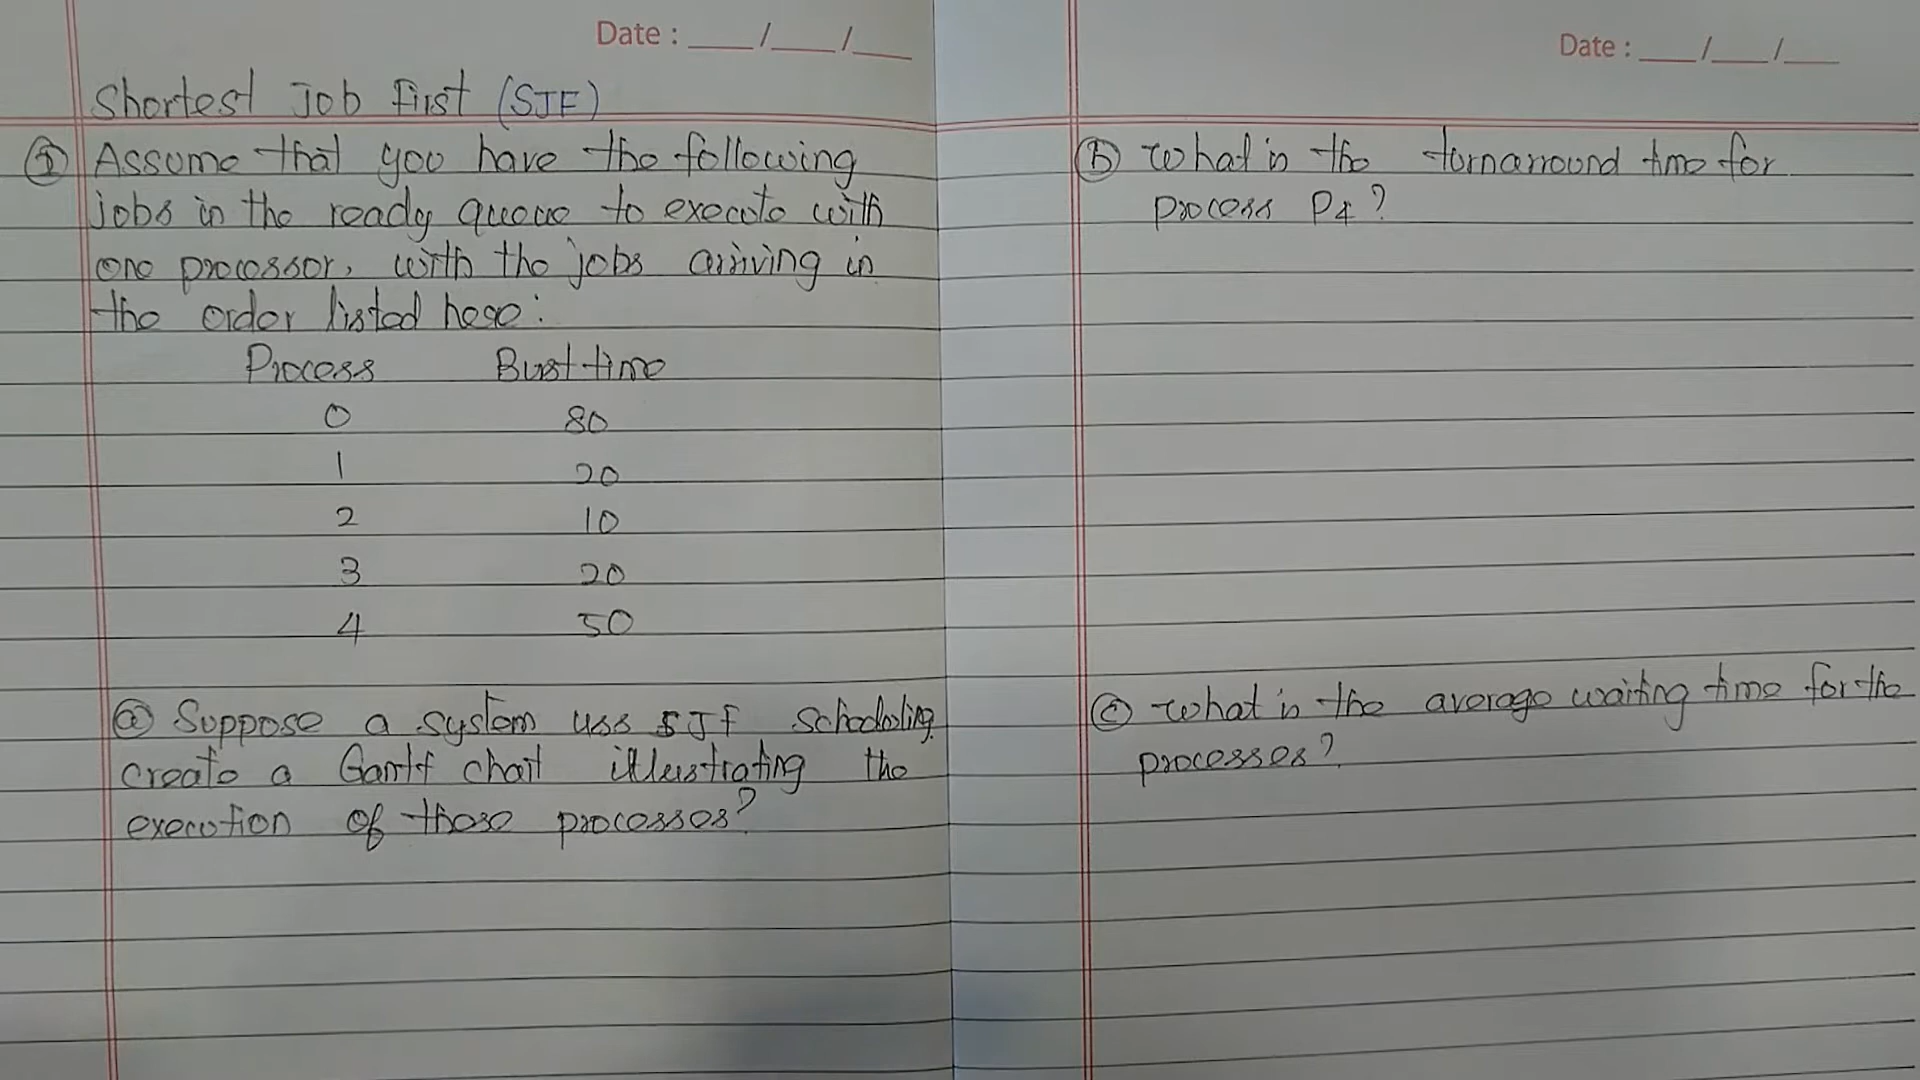 Date : ___/___/___
Shortest Job First (SJF)
① Assume that you have the following
jobs in the ready queue to execute with
one processor, with the jobs arriving in
the order listed here:
Process Burst time
0 80
1 20
2 10
3 20
4 50
ⓐ Suppose a system uss SJF scheduling.
create a Gantt chart illustrating the
execution of those processes?
Date : ___/___/___
ⓑ What is the turnarround time for
process P4?
ⓒ what is the average waiting time for the
processes?